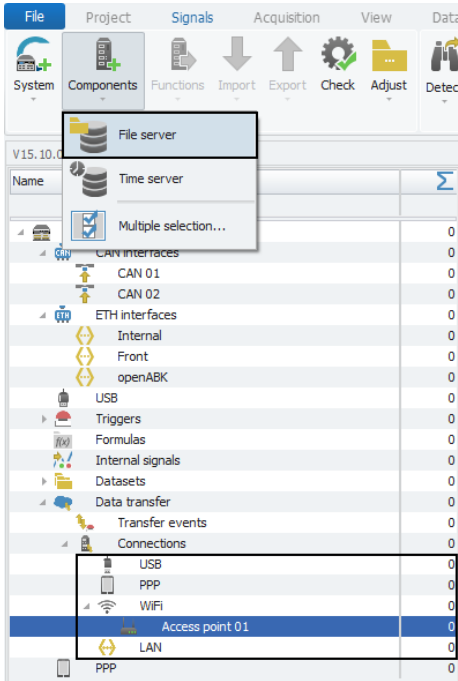 File Project Signals Acquisition View Data
System Components Functions Import Export Check Adjust Detec
File server
V15.10.0
Name Time server Σ
Multiple selection...
0
CAN interfaces 0
CAN 01 0
CAN 02 0
ETH interfaces 0
Internal 0
Front 0
openABK 0
USB 0
Triggers 0
f(x) Formulas 0
Internal signals 0
Datasets 0
Data transfer 0
Transfer events 0
Connections 0
USB 0
PPP 0
WiFi 0
Access point 01 0
LAN 0
PPP 0